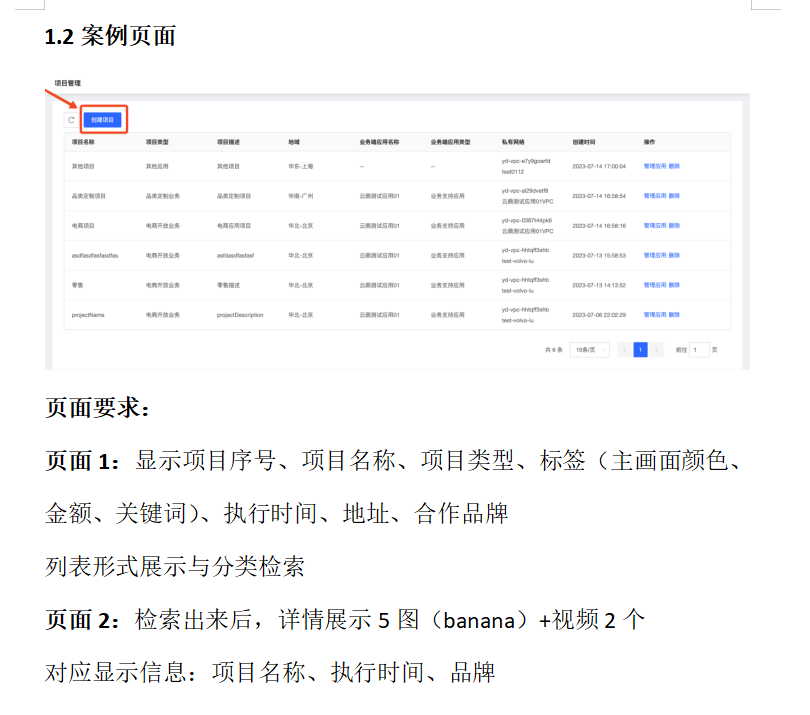 1.2 案例页面
项目管理
创建项目
项目名称 项目类型 项目描述 地域 业务端应用名称 业务端应用类型 私有网络 创建时间 操作
其他项目 其他应用 其他项目 华东-上海 -- -- yd-vpc-e7y9goarfd test0112 2023-07-14 17:00:04 管理应用 删除
品类定制项目 品类定制业务 品类定制项目 华南-广州 云鼎测试应用01 业务支持应用 yd-vpc-al29dvetf8 云鼎测试应用01VPC 2023-07-14 16:58:54 管理应用 删除
电商项目 电商开放业务 电商应用项目 华北-北京 云鼎测试应用01 业务支持应用 yd-vpc-0387t44pk6 云鼎测试应用01VPC 2023-07-14 16:58:16 管理应用 删除
asdfasdfasfasdfas 电商开放业务 asfdasdfasfasf 华北-北京 云鼎测试应用01 业务支持应用 yd-vpc-hhtqff3shb test-volvo-lu 2023-07-13 15:58:53 管理应用 删除
零售 电商开放业务 零售描述 华北-北京 云鼎测试应用01 业务支持应用 yd-vpc-hhtqff3shb test-volvo-lu 2023-07-13 14:13:52 管理应用 删除
projectName 电商开放业务 projectDescription 华北-北京 云鼎测试应用01 业务支持应用 yd-vpc-hhtqff3shb test-volvo-lu 2023-07-06 22:02:29 管理应用 删除
共 6 条 10条/页 1 前往 1 页
页面要求：
页面 1：显示项目序号、项目名称、项目类型、标签（主画面颜色、
金额、关键词）、执行时间、地址、合作品牌
列表形式展示与分类检索
页面 2：检索出来后，详情展示 5 图（banana）+视频 2 个
对应显示信息：项目名称、执行时间、品牌